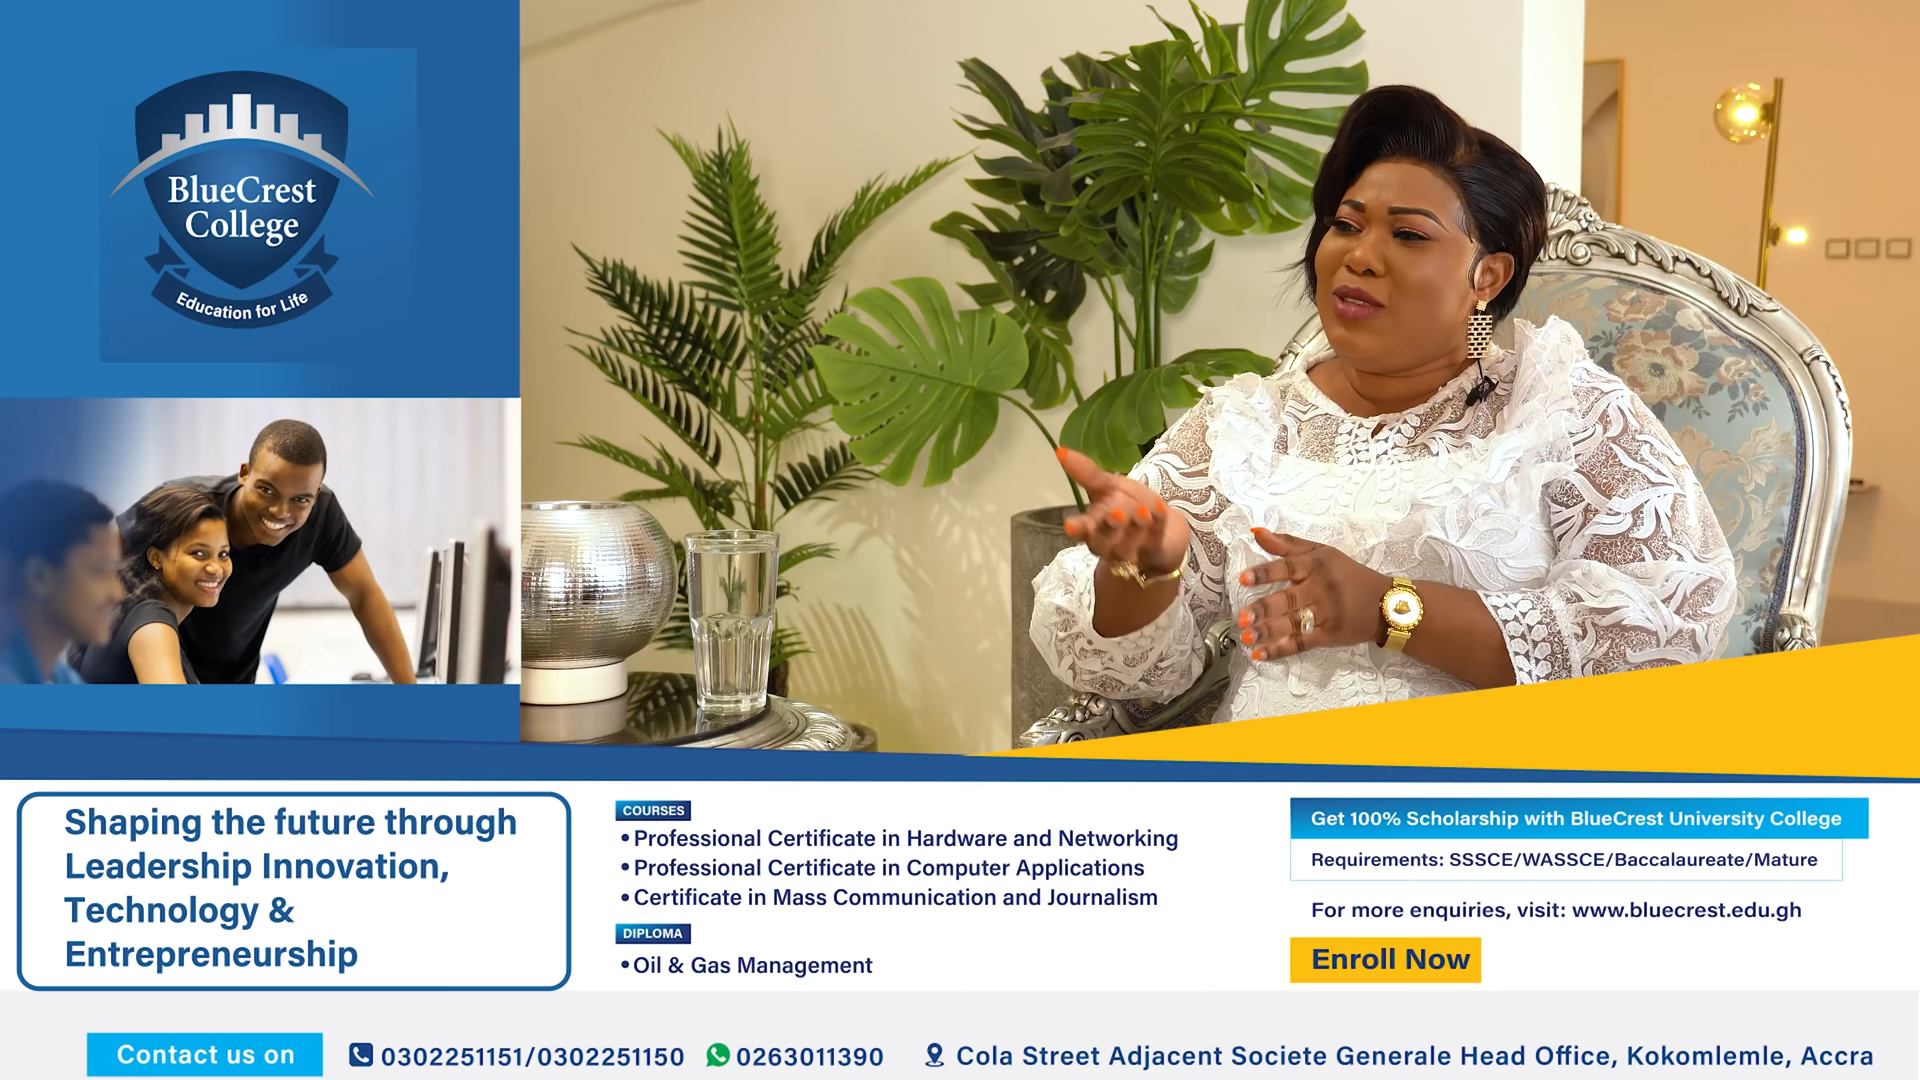 BlueCrest
College
Education for Life
Shaping the future through
Leadership Innovation,
Technology &
Entrepreneurship
COURSES
•Professional Certificate in Hardware and Networking
•Professional Certificate in Computer Applications
•Certificate in Mass Communication and Journalism
DIPLOMA
•Oil & Gas Management
Get 100% Scholarship with BlueCrest University College
Requirements: SSSCE/WASSCE/Baccalaureate/Mature
For more enquiries, visit: www.bluecrest.edu.gh
Enroll Now
Contact us on 0302251151/0302251150 0263011390 Cola Street Adjacent Societe Generale Head Office, Kokomlemle, Accra